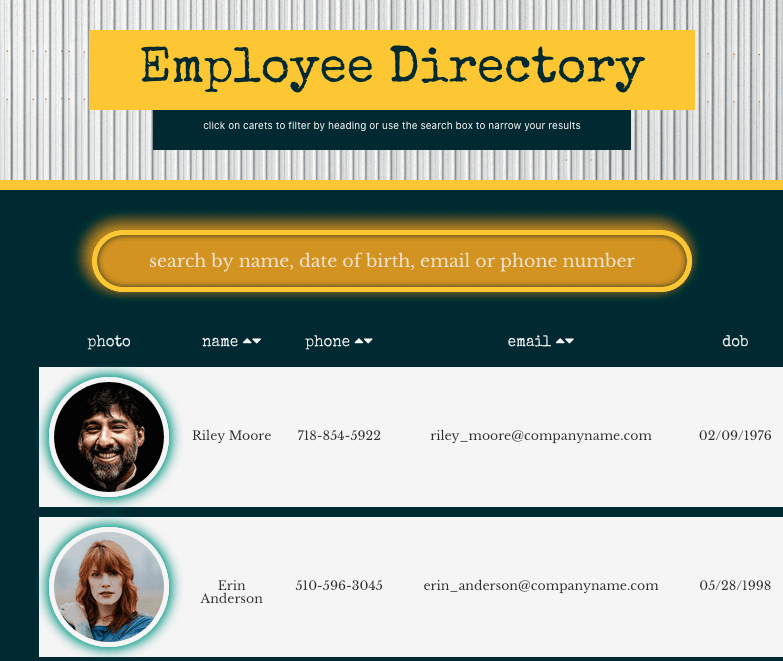 Employee Directory
click on carets to filter by heading or use the search box to narrow your results
search by name, date of birth, email or phone number
photo name phone email dob
Riley Moore 718-854-5922 riley_moore@companyname.com 02/09/1976
Erin
Anderson 510-596-3045 erin_anderson@companyname.com 05/28/1998